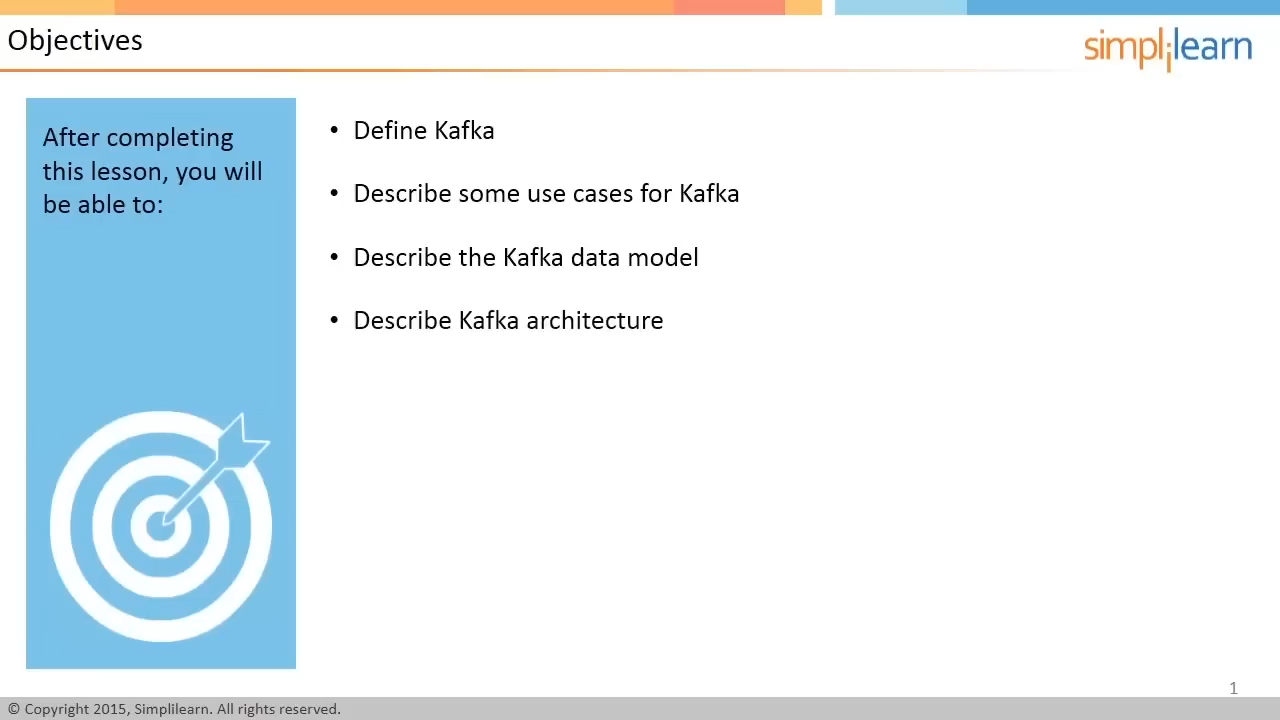 Objectives
simplilearn
After completing
this lesson, you will
be able to:
• Define Kafka
• Describe some use cases for Kafka
• Describe the Kafka data model
• Describe Kafka architecture
1
© Copyright 2015, Simplilearn. All rights reserved.